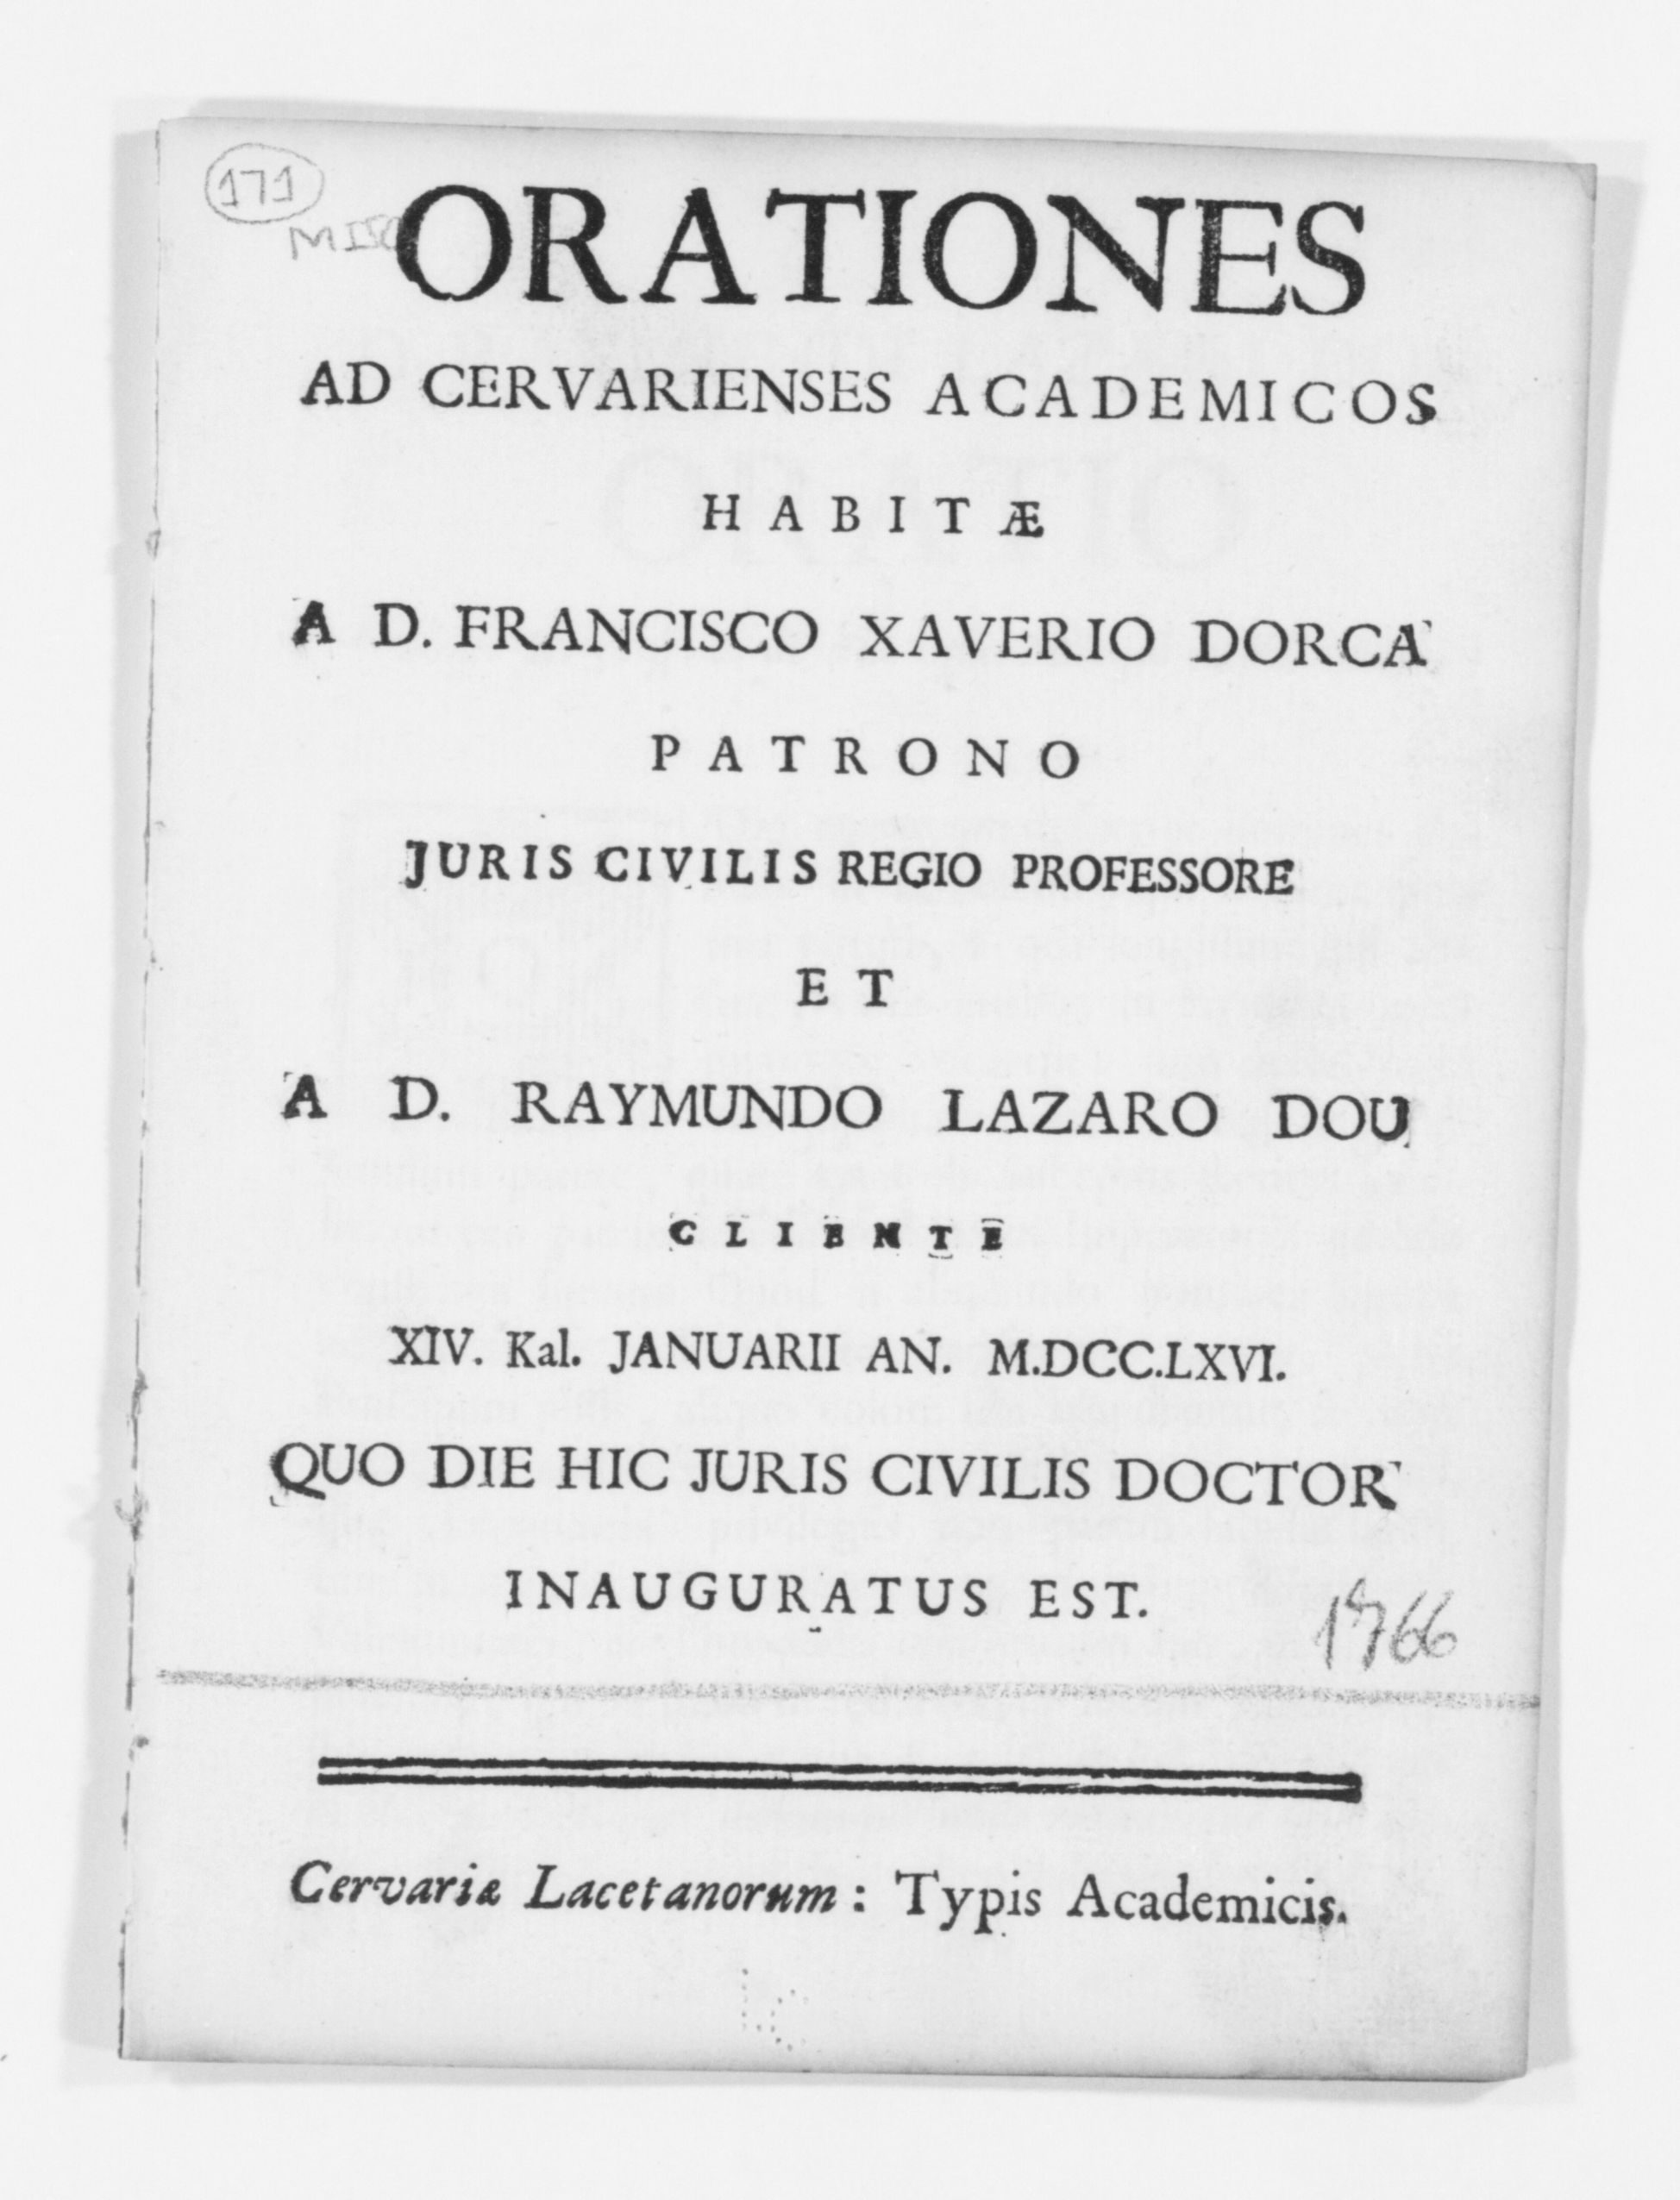 171
MISC
ORATIONES
AD CERVARIENSES ACADEMICOS
HABITÆ
A D. FRANCISCO XAVERIO DORCA
PATRONO
JURIS CIVILIS REGIO PROFESSORE
ET
A D. RAYMUNDO LAZARO DOU
CLIENTE
XIV. Kal. JANUARII AN. M.DCC.LXVI.
QUO DIE HIC JURIS CIVILIS DOCTOR
INAUGURATUS EST.
1766
Cervariæ Lacetanorum: Typis Academicis.